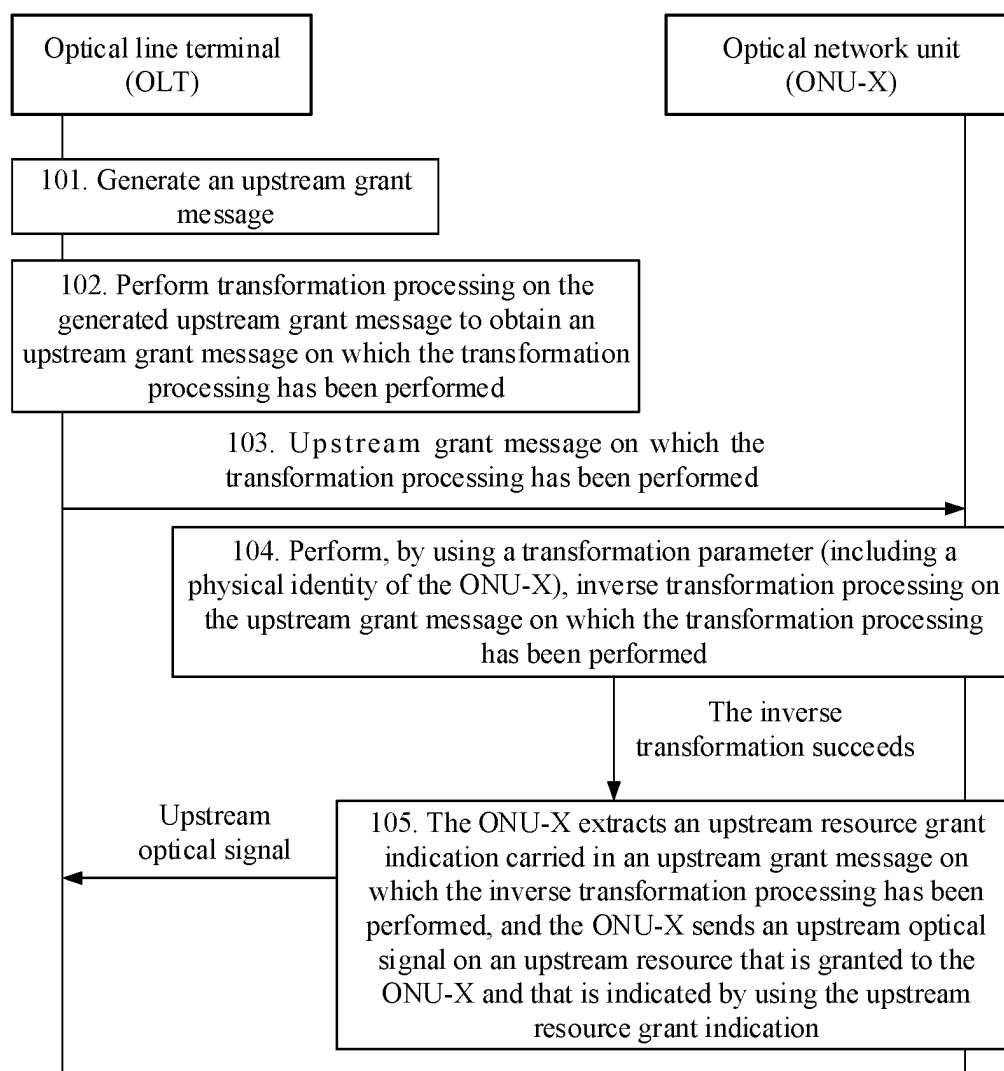 Optical line terminal
(OLT)
Optical network unit
(ONU-X)
101. Generate an upstream grant
message
102. Perform transformation processing on the
generated upstream grant message to obtain an
upstream grant message on which the transformation
processing has been performed
103. Upstream grant message on which the
transformation processing has been performed
104. Perform, by using a transformation parameter (including a
physical identity of the ONU-X), inverse transformation processing on
the upstream grant message on which the transformation processing
has been performed
The inverse
transformation succeeds
Upstream
optical signal
105. The ONU-X extracts an upstream resource grant
indication carried in an upstream grant message on
which the inverse transformation processing has been
performed, and the ONU-X sends an upstream optical
signal on an upstream resource that is granted to the
ONU-X and that is indicated by using the upstream
resource grant indication